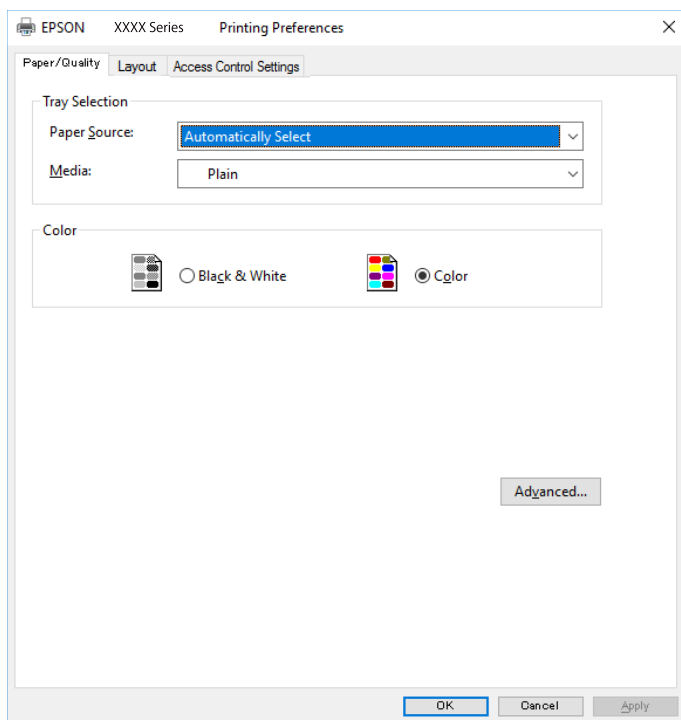 EPSON XXXX Series Printing Preferences
Paper/Quality Layout Access Control Settings
Tray Selection
Paper Source: Automatically Select
Media: Plain
Color
Black & White Color
Advanced...
OK Cancel Apply